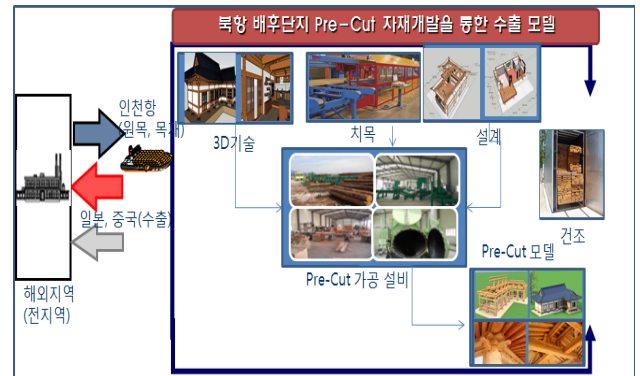 북항 배후단지 Pre-Cut 자재개발을 통한 수출 모델
인천항
(원목, 목재)
3D기술
치목
설계
일본, 중국(수출)
건조
Pre-Cut 모델
Pre-Cut 가공 설비
해외지역
(전지역)